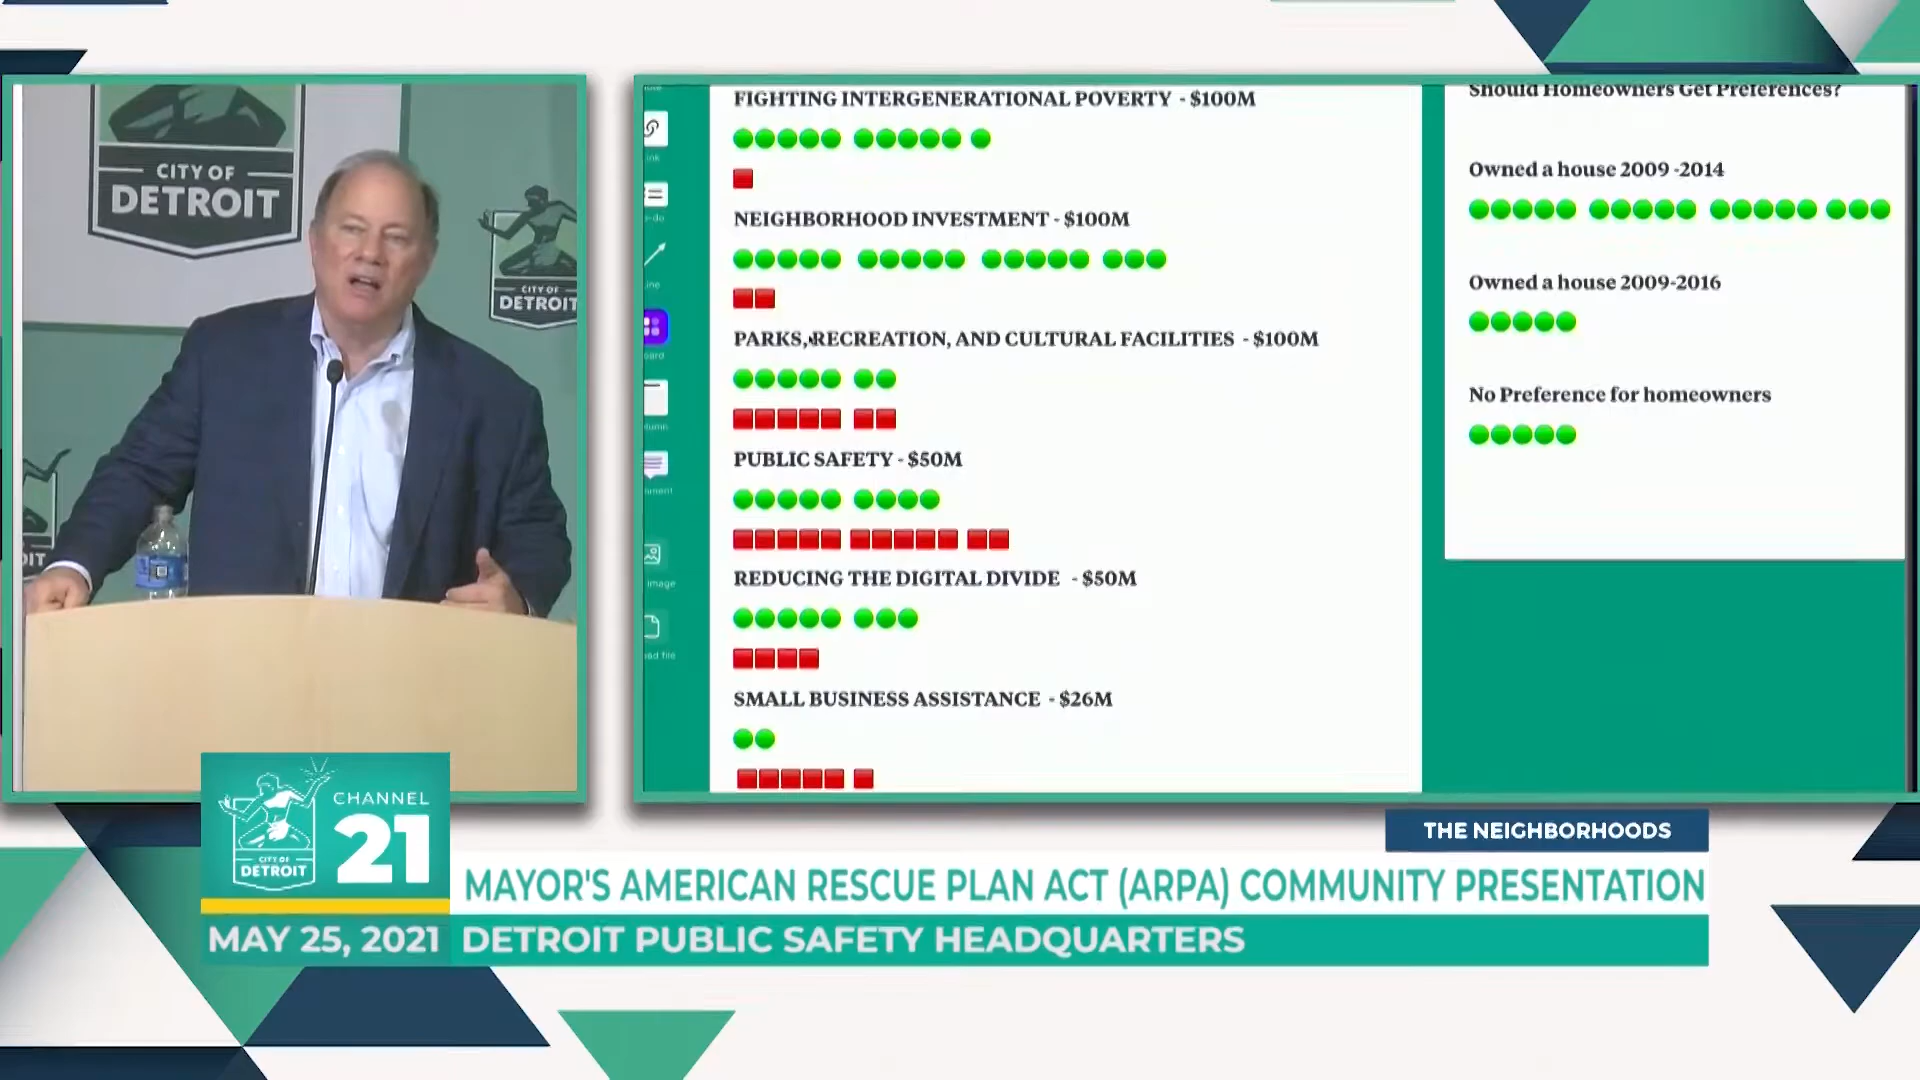 CITY OF
DETROIT
CITY OF
DETROIT
FIGHTING INTERGENERATIONAL POVERTY - $100M
NEIGHBORHOOD INVESTMENT - $100M
PARKS, RECREATION, AND CULTURAL FACILITIES - $100M
PUBLIC SAFETY - $50M
REDUCING THE DIGITAL DIVIDE - $50M
SMALL BUSINESS ASSISTANCE - $26M
Should Homeowners Get Preferences?
Owned a house 2009 -2014
Owned a house 2009-2016
No Preference for homeowners
THE NEIGHBORHOODS
CHANNEL
21
CITY OF
DETROIT
MAYOR'S AMERICAN RESCUE PLAN ACT (ARPA) COMMUNITY PRESENTATION
MAY 25, 2021
DETROIT PUBLIC SAFETY HEADQUARTERS